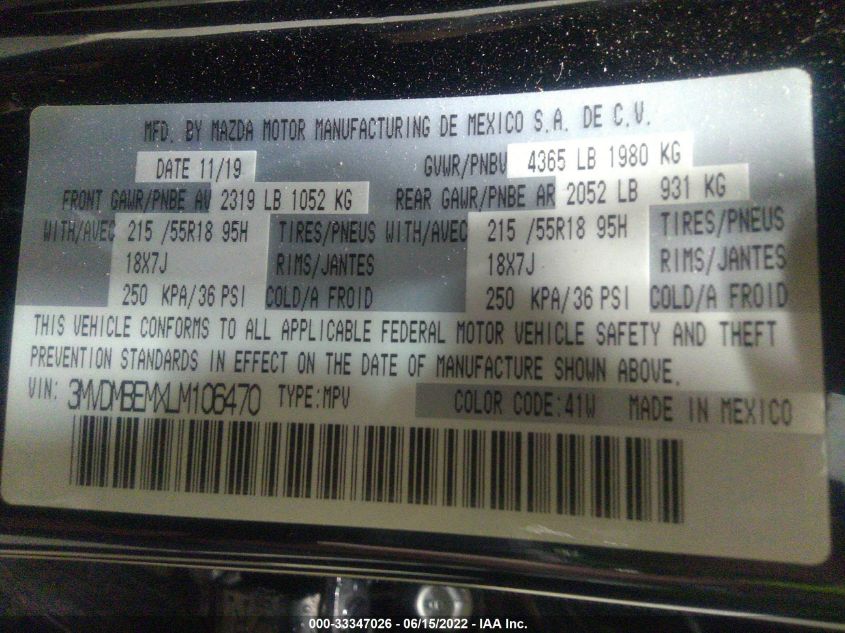 MFD. BY MAZDA MOTOR MANUFACTURING DE MEXICO S.A. DE C.V.
DATE 11/19 GVWR/PNBV 4365 LB 1980 KG
FRONT GAWR/PNBE AV 2319 LB 1052 KG REAR GAWR/PNBE AR 2052 LB 931 KG
WITH/AVEC 215 /55R18 95H TIRES/PNEUS WITH/AVEC 215 /55R18 95H TIRES/PNEUS
18X7J RIMS/JANTES 18X7J RIMS/JANTES
250 KPA/36 PSI COLD/A FROID 250 KPA/36 PSI COLD/A FROID
THIS VEHICLE CONFORMS TO ALL APPLICABLE FEDERAL MOTOR VEHICLE SAFETY AND THEFT
PREVENTION STANDARDS IN EFFECT ON THE DATE OF MANUFACTURE SHOWN ABOVE.
VIN: 3MVDMBEMXLM106470 TYPE:MPV COLOR CODE:41W MADE IN MEXICO
000-33347026 - 06/15/2022 - IAA Inc.